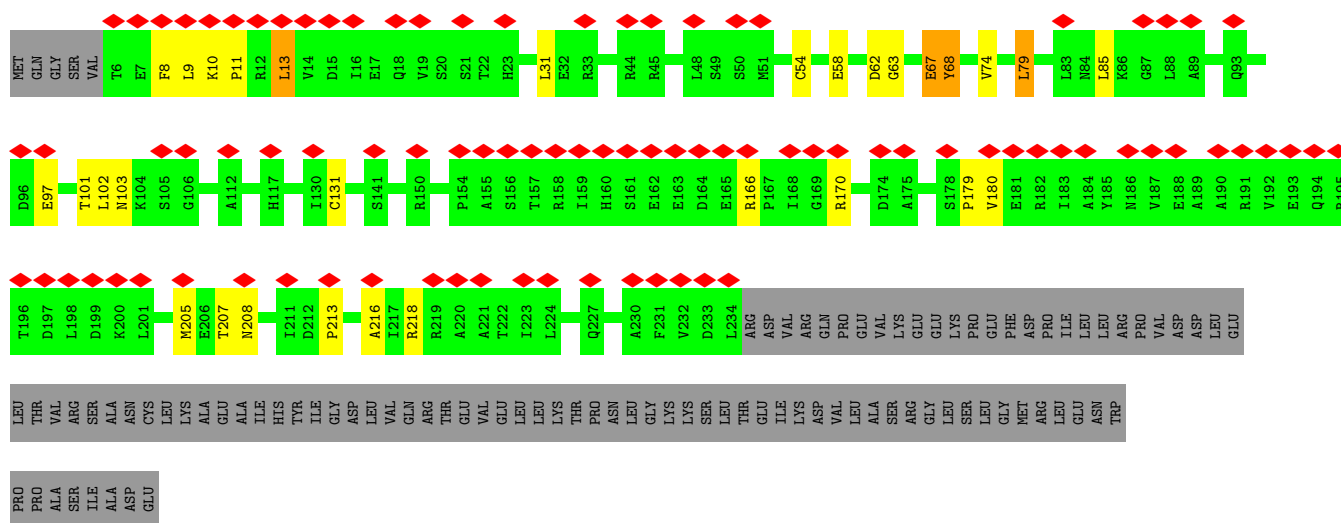 MET GLN GLY SER VAL T6 E7 F8 L9 K10 P11 R12 L13 V14 D15 I16 E17 Q18 V19 S20 S21 T22 H23 L31 E32 R33 R44 R45 L48 S49 S50 M51 C54 E58 D62 G63 E67 Y68 V74 L79 L83 N84 L85 K86 G87 L88 A89 Q93
D96 E97 T101 L102 N103 K104 S105 G106 A112 H117 I130 C131 S141 R150 P154 A155 S156 T157 R158 I159 H160 S161 E162 E163 D164 E165 R166 P167 I168 G169 R170 D174 A175 S178 P179 V180 E181 R182 I183 A184 Y185 N186 V187 E188 A189 A190 R191 V192 E193 Q194 R195
T196 D197 L198 D199 K200 L201 M205 E206 T207 N208 I211 D212 P213 A216 I217 R218 R219 A220 A221 T222 I223 L224 Q227 A230 F231 V232 D233 L234 ARG ASP VAL ARG GLN PRO GLU VAL LYS GLU GLU LYS PRO GLU PHE ASP PRO ILE LEU LEU ARG PRO VAL ASP ASP LEU GLU
LEU THR VAL ARG SER ALA ASN CYS LEU LYS ALA GLU ALA ILE HIS TYR ILE GLY ASP LEU VAL GLN ARG THR GLU VAL GLU LEU LEU LYS THR PRO ASN LEU GLY LYS LYS SER LEU THR GLU ILE LYS ASP VAL LEU ALA SER ARG GLY LEU SER LEU GLY MET ARG LEU GLU ASN TRP
PRO PRO ALA SER ILE ALA ASP GLU